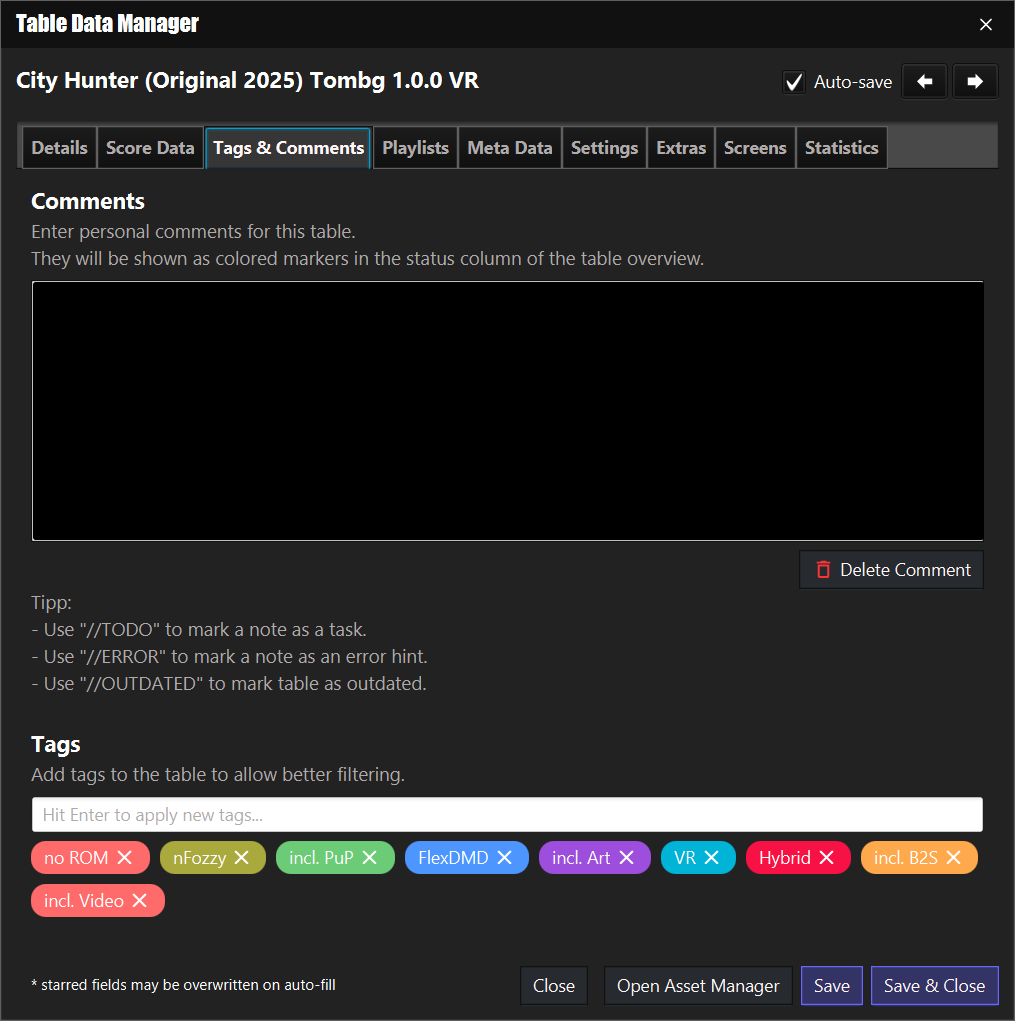 Table Data Manager
City Hunter (Original 2025) Tombg 1.0.0 VR
Auto-save
Details Score Data Tags & Comments Playlists Meta Data Settings Extras Screens Statistics
Comments
Enter personal comments for this table.
They will be shown as colored markers in the status column of the table overview.
Delete Comment
Tipp:
- Use "//TODO" to mark a note as a task.
- Use "//ERROR" to mark a note as an error hint.
- Use "//OUTDATED" to mark table as outdated.
Tags
Add tags to the table to allow better filtering.
Hit Enter to apply new tags...
no ROM nFozzy incl. PuP FlexDMD incl. Art VR Hybrid incl. B2S
incl. Video
* starred fields may be overwritten on auto-fill
Close Open Asset Manager Save Save & Close